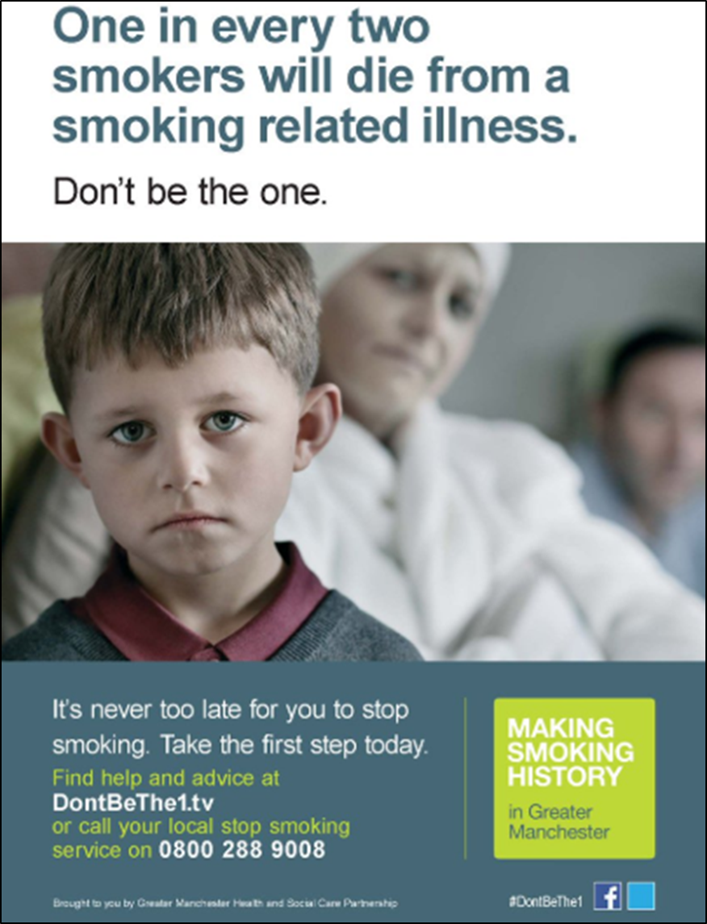 One in every two
smokers will die from a
smoking related illness.
Don't be the one.
It's never too late for you to stop
smoking. Take the first step today.
Find help and advice at
DontBeThe1.tv
or call your local stop smoking
service on 0800 288 9008
MAKING
SMOKING
HISTORY
in Greater
Manchester
Brought to you by Greater Manchester Health and Social Care Partnership
#DontBeThe1
f